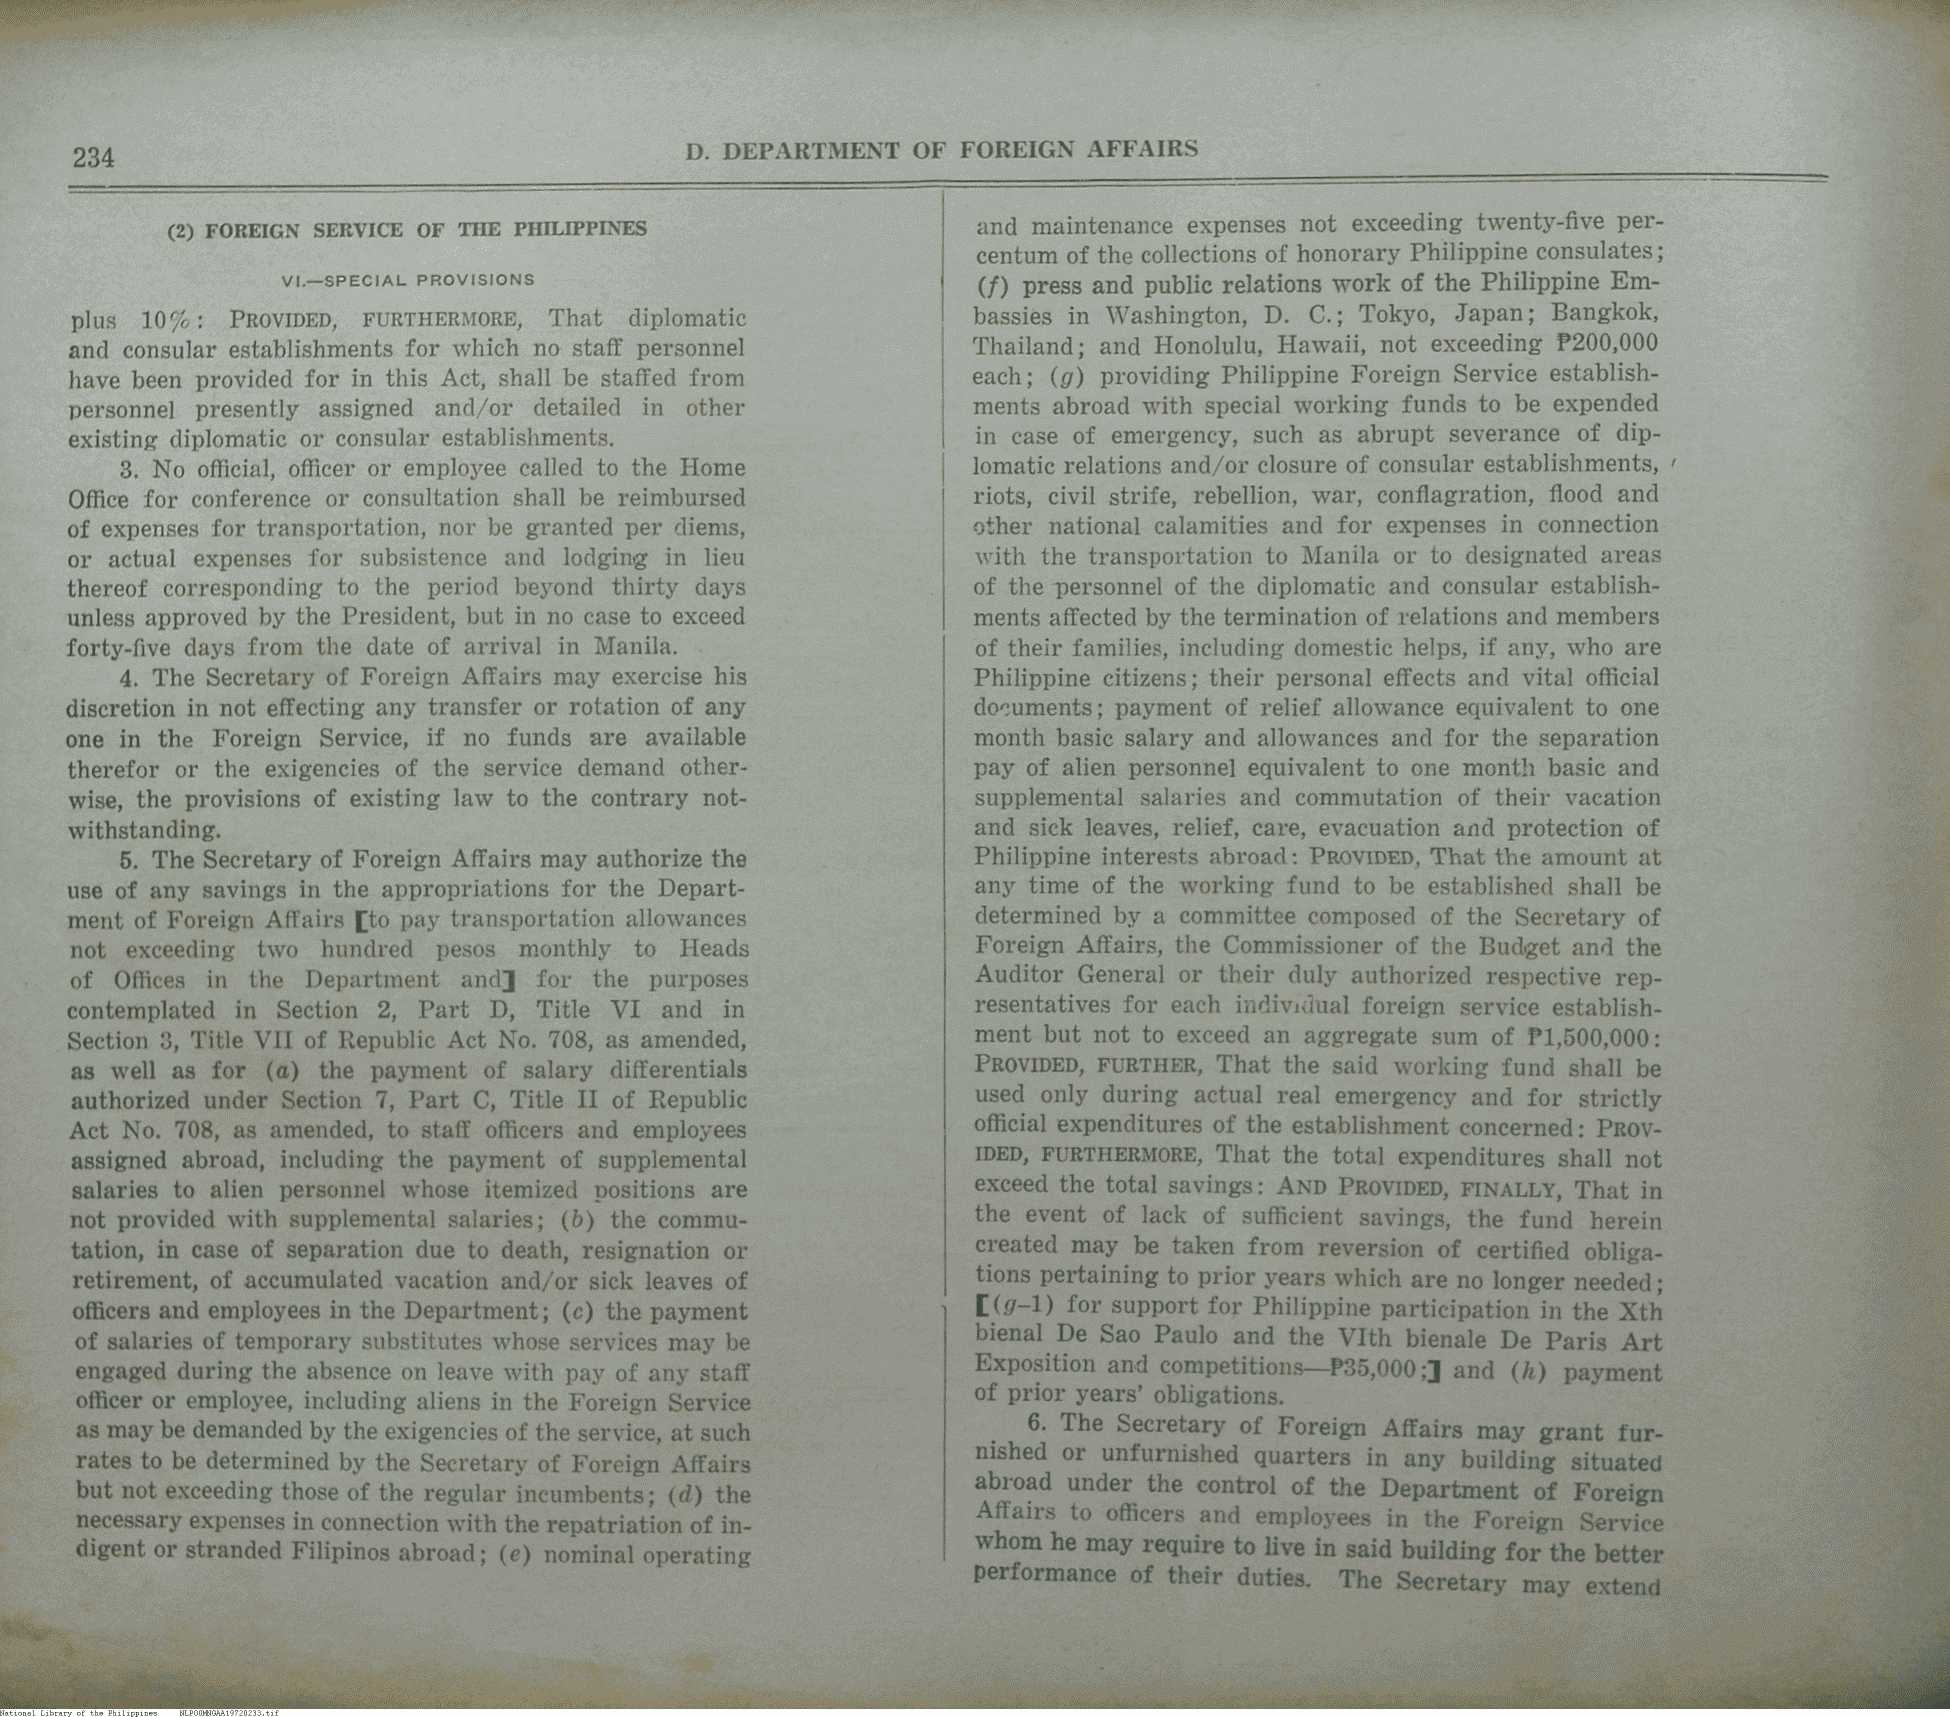 234
D. DEPARTMENT OF FOREIGN AFFAIRS
(2) FOREIGN SERVICE OF THE PHILIPPINES
VI.—SPECIAL PROVISIONS
plus 10%: PROVIDED, FURTHERMORE, That diplomatic
and consular establishments for which no staff personnel
have been provided for in this Act, shall be staffed from
personnel presently assigned and/or detailed in other
existing diplomatic or consular establishments.
3. No official, officer or employee called to the Home
Office for conference or consultation shall be reimbursed
of expenses for transportation, nor be granted per diems,
or actual expenses for subsistence and lodging in lieu
thereof corresponding to the period beyond thirty days
unless approved by the President, but in no case to exceed
forty-five days from the date of arrival in Manila.
4. The Secretary of Foreign Affairs may exercise his
discretion in not effecting any transfer or rotation of any
one in the Foreign Service, if no funds are available
therefor or the exigencies of the service demand other-
wise, the provisions of existing law to the contrary not-
withstanding.
5. The Secretary of Foreign Affairs may authorize the
use of any savings in the appropriations for the Depart-
ment of Foreign Affairs [to pay transportation allowances
not exceeding two hundred pesos monthly to Heads
of Offices in the Department and] for the purposes
contemplated in Section 2, Part D, Title VI and in
Section 3, Title VII of Republic Act No. 708, as amended,
as well as for (a) the payment of salary differentials
authorized under Section 7, Part C, Title II of Republic
Act No. 708, as amended, to staff officers and employees
assigned abroad, including the payment of supplemental
salaries to alien personnel whose itemized positions are
not provided with supplemental salaries; (b) the commu-
tation, in case of separation due to death, resignation or
retirement, of accumulated vacation and/or sick leaves of
officers and employees in the Department; (c) the payment
of salaries of temporary substitutes whose services may be
engaged during the absence on leave with pay of any staff
officer or employee, including aliens in the Foreign Service
as may be demanded by the exigencies of the service, at such
rates to be determined by the Secretary of Foreign Affairs
but not exceeding those of the regular incumbents; (d) the
necessary expenses in connection with the repatriation of in-
digent or stranded Filipinos abroad; (e) nominal operating
and maintenance expenses not exceeding twenty-five per-
centum of the collections of honorary Philippine consulates;
(f) press and public relations work of the Philippine Em-
bassies in Washington, D. C.; Tokyo, Japan; Bangkok,
Thailand; and Honolulu, Hawaii, not exceeding ₱200,000
each; (g) providing Philippine Foreign Service establish-
ments abroad with special working funds to be expended
in case of emergency, such as abrupt severance of dip-
lomatic relations and/or closure of consular establishments,
riots, civil strife, rebellion, war, conflagration, flood and
other national calamities and for expenses in connection
with the transportation to Manila or to designated areas
of the personnel of the diplomatic and consular establish-
ments affected by the termination of relations and members
of their families, including domestic helps, if any, who are
Philippine citizens; their personal effects and vital official
documents; payment of relief allowance equivalent to one
month basic salary and allowances and for the separation
pay of alien personnel equivalent to one month basic and
supplemental salaries and commutation of their vacation
and sick leaves, relief, care, evacuation and protection of
Philippine interests abroad: PROVIDED, That the amount at
any time of the working fund to be established shall be
determined by a committee composed of the Secretary of
Foreign Affairs, the Commissioner of the Budget and the
Auditor General or their duly authorized respective rep-
resentatives for each individual foreign service establish-
ment but not to exceed an aggregate sum of ₱1,500,000:
PROVIDED, FURTHER, That the said working fund shall be
used only during actual real emergency and for strictly
official expenditures of the establishment concerned: PROV-
IDED, FURTHERMORE, That the total expenditures shall not
exceed the total savings: AND PROVIDED, FINALLY, That in
the event of lack of sufficient savings, the fund herein
created may be taken from reversion of certified obliga-
tions pertaining to prior years which are no longer needed;
[(g-1) for support for Philippine participation in the Xth
bienal De Sao Paulo and the VIth bienale De Paris Art
Exposition and competitions—₱35,000;] and (h) payment
of prior years' obligations.
6. The Secretary of Foreign Affairs may grant fur-
nished or unfurnished quarters in any building situated
abroad under the control of the Department of Foreign
Affairs to officers and employees in the Foreign Service
whom he may require to live in said building for the better
performance of their duties. The Secretary may extend
National Library of the Philippines NLPO0MNGAA19720233.tif